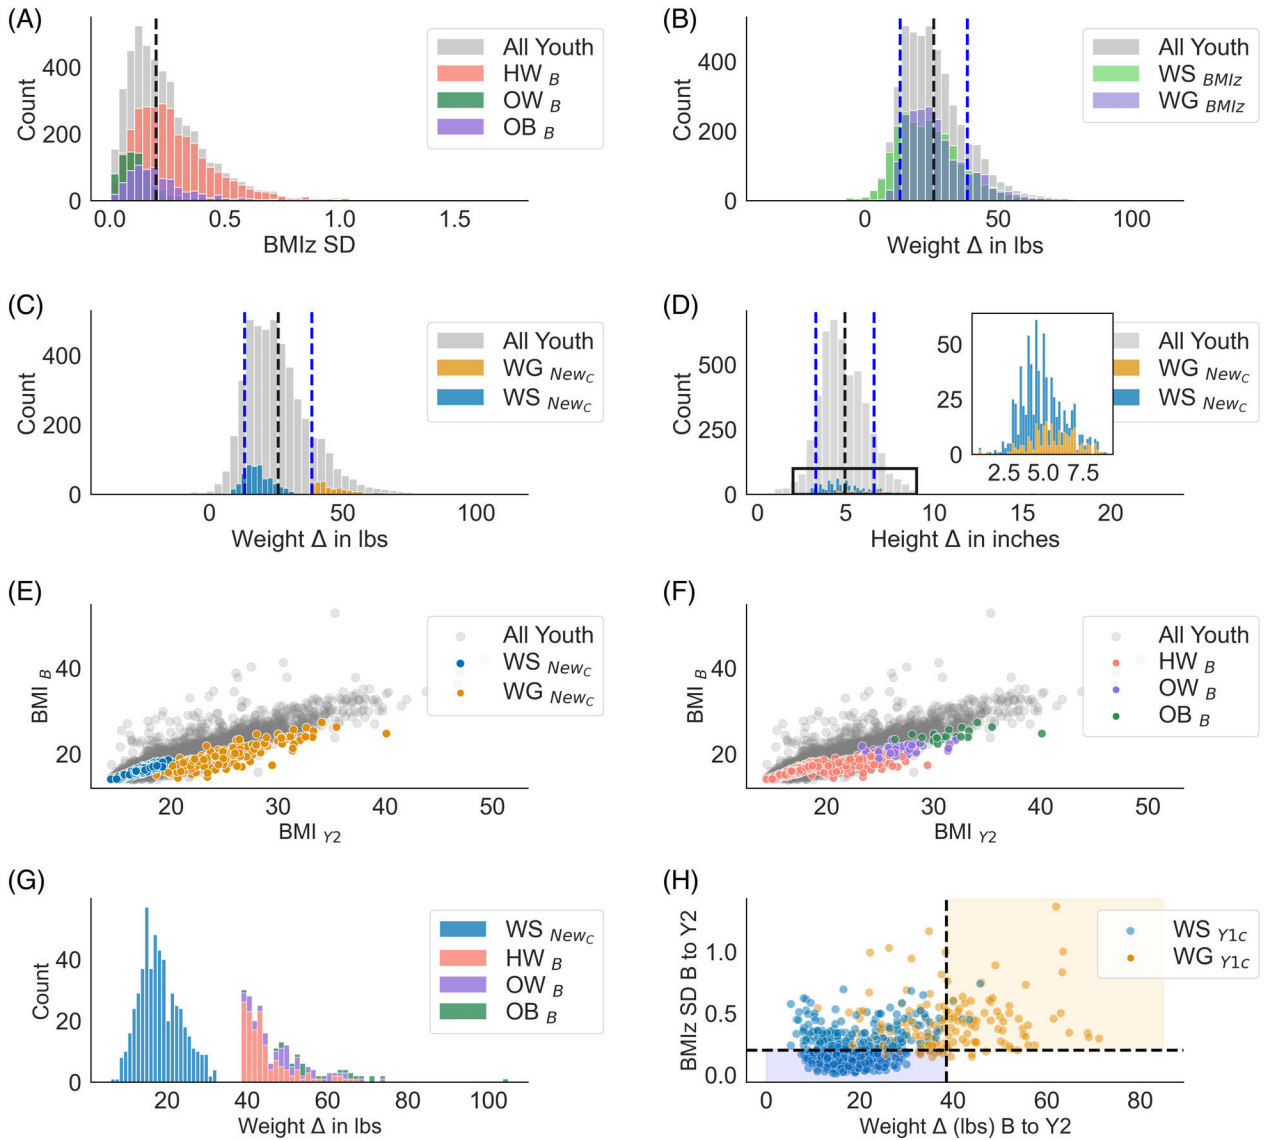 (A)
Count
400
200
0
0.0 0.5 1.0 1.5
BMIz SD
All Youth
HW B
OW B
OB B
(B)
Count
400
200
0
0 50 100
Weight Δ in lbs
All Youth
WS BMIz
WG BMIz
(C)
Count
400
200
0
0 50 100
Weight Δ in lbs
All Youth
WG NewC
WS NewC
(D)
Count
500
250
0
0 5 10 15 20
Height Δ in inches
50
25
0
2.5 5.0 7.5
All Youth
WG NewC
WS NewC
(E)
BMI B
40
20
20 30 40 50
BMI Y2
All Youth
WS NewC
WG NewC
(F)
BMI B
40
20
20 30 40 50
BMI Y2
All Youth
HW B
OW B
OB B
(G)
Count
40
20
0
20 40 60 80 100
Weight Δ in lbs
WS NewC
HW B
OW B
OB B
(H)
BMIz SD B to Y2
1.0
0.5
0.0
0 20 40 60 80
Weight Δ (lbs) B to Y2
WS Y1c
WG Y1c